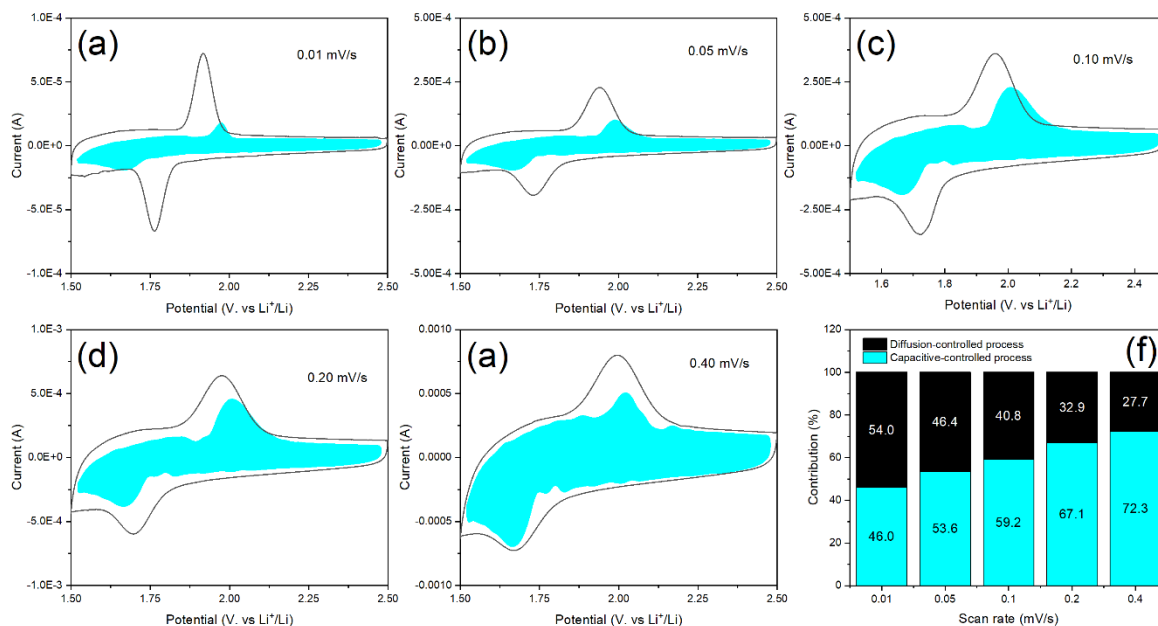 (a)
0.01 mV/s
1.0E-4
5.0E-5
0.0E+0
-5.0E-5
-1.0E-4
Current (A)
1.50 1.75 2.00 2.25 2.50
Potential (V. vs Li⁺/Li)
(b)
0.05 mV/s
5.00E-4
2.50E-4
0.00E+0
-2.50E-4
-5.00E-4
Current (A)
1.50 1.75 2.00 2.25 2.50
Potential (V. vs Li⁺/Li)
(c)
0.10 mV/s
5.00E-4
2.50E-4
0.00E+0
-2.50E-4
-5.00E-4
Current (A)
1.6 1.8 2.0 2.2 2.4
Potential (V. vs Li⁺/Li)
(d)
0.20 mV/s
1.0E-3
5.0E-4
0.0E+0
-5.0E-4
-1.0E-3
Current (A)
1.50 1.75 2.00 2.25 2.50
Potential (V. vs Li⁺/Li)
(a)
0.40 mV/s
0.0010
0.0005
0.0000
-0.0005
-0.0010
Current (A)
1.50 1.75 2.00 2.25 2.50
Potential (V. vs Li⁺/Li)
(f)
Diffusion-controlled process
Capacitive-controlled process
120
100
80
60
40
20
0
Contribution (%)
54.0 46.4 40.8 32.9 27.7
46.0 53.6 59.2 67.1 72.3
0.01 0.05 0.1 0.2 0.4
Scan rate (mV/s)